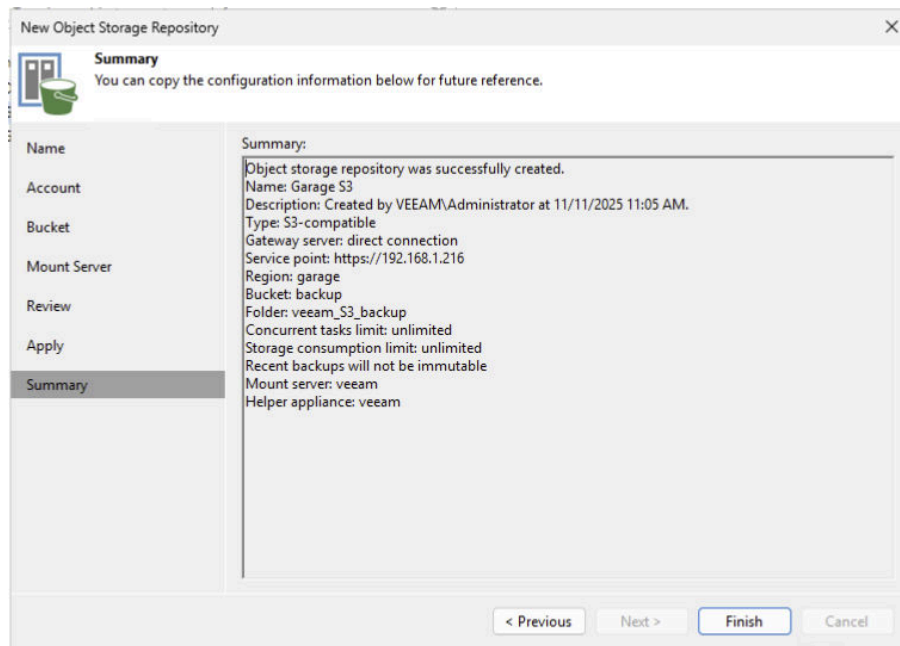 New Object Storage Repository
Summary
You can copy the configuration information below for future reference.
Name
Account
Bucket
Mount Server
Review
Apply
Summary
Summary:
Object storage repository was successfully created.
Name: Garage S3
Description: Created by VEEAM\Administrator at 11/11/2025 11:05 AM.
Type: S3-compatible
Gateway server: direct connection
Service point: https://192.168.1.216
Region: garage
Bucket: backup
Folder: veeam_S3_backup
Concurrent tasks limit: unlimited
Storage consumption limit: unlimited
Recent backups will not be immutable
Mount server: veeam
Helper appliance: veeam
< Previous
Next >
Finish
Cancel